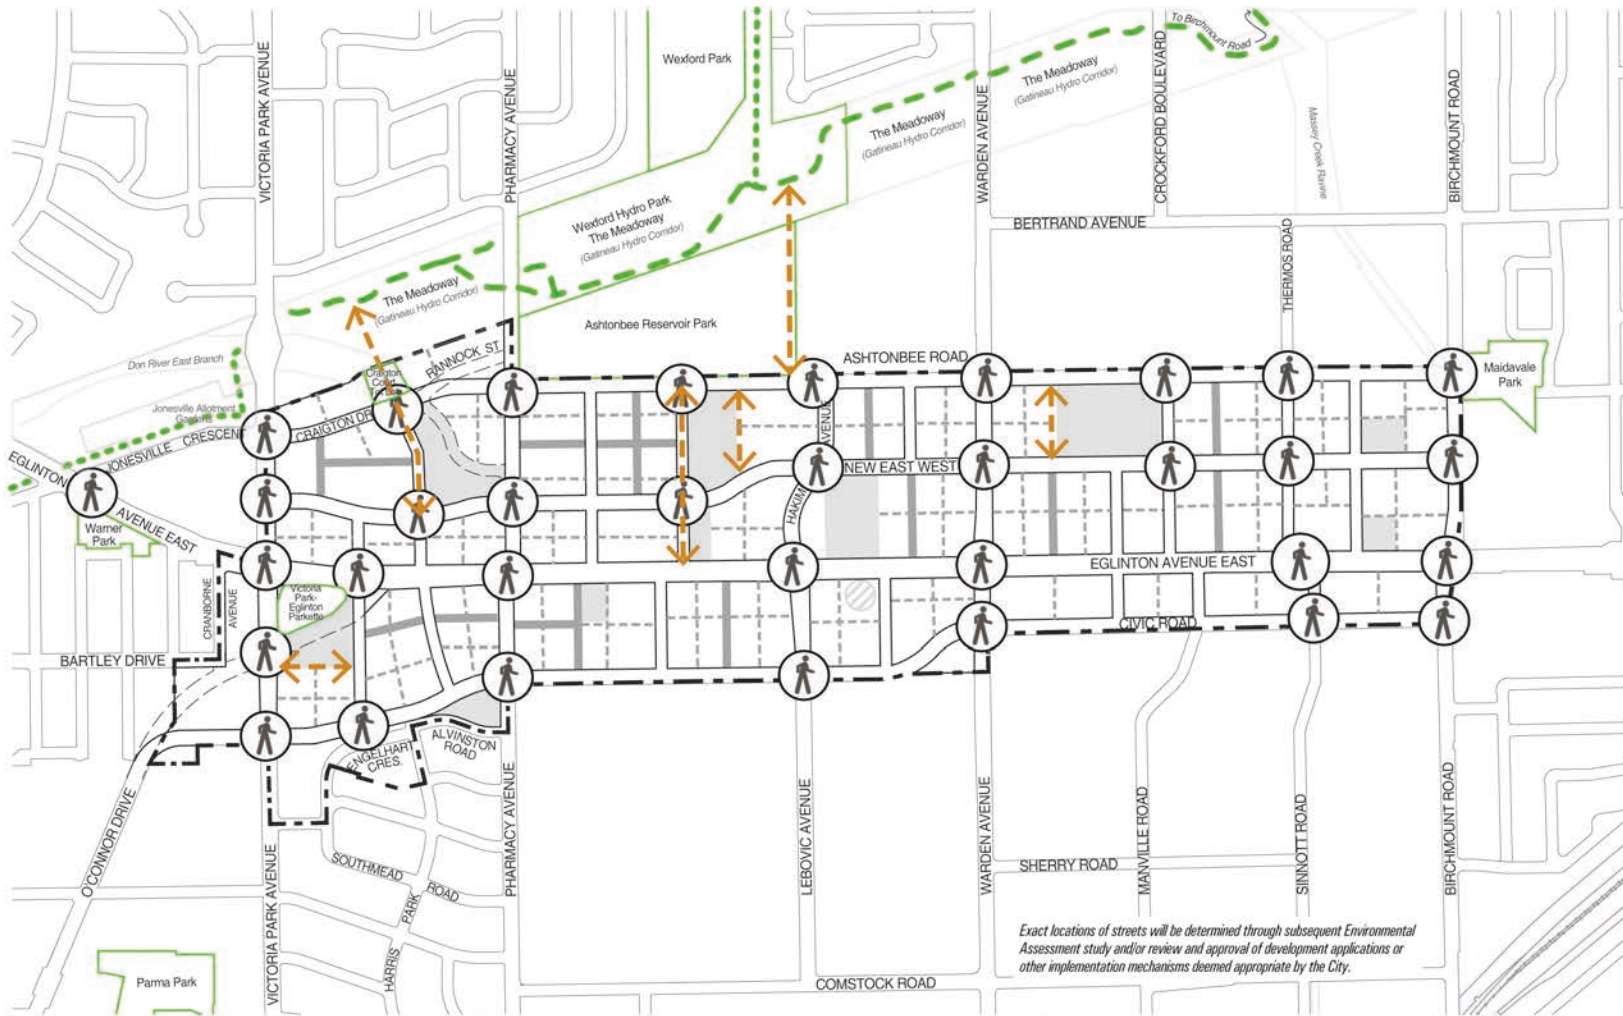 To Birchmount Road
Wexford Park
The Meadoway
(Gatineau Hydro Corridor)
The Meadoway
(Gatineau Hydro Corridor)
VICTORIA PARK AVENUE
PHARMACY AVENUE
WARDEN AVENUE
CROCKFORD BOULEVARD
BIRCHMOUNT ROAD
Massey Creek Ravine
Wexford Hydro Park
The Meadoway
(Gatineau Hydro Corridor)
BERTRAND AVENUE
THERMOS ROAD
The Meadoway
(Gatineau Hydro Corridor)
Ashtonbee Reservoir Park
Don River East Branch
RANNOCK ST
ASHTONBEE ROAD
Maidavale
Park
Craigton
Court
Jonesville Allotment
Gardens
CRAIGTON DR
JONESVILLE CRESCENT
EGLINTON
AVENUE EAST
NEW EAST WEST
HAKIM
AVENUE
Warner
Park
EGLINTON AVENUE EAST
CRANBORNE
AVENUE
Victoria
Park-
Eglinton
Parkette
CIVIC ROAD
BARTLEY DRIVE
ALVINSTON
ROAD
ENGELHART
CRES.
O'CONNOR DRIVE
VICTORIA PARK AVENUE
SOUTHMEAD ROAD
HARRIS PARK
PHARMACY AVENUE
LEBOVIC AVENUE
WARDEN AVENUE
SHERRY ROAD
MANVILLE ROAD
SINNOTT ROAD
BIRCHMOUNT ROAD
Exact locations of streets will be determined through subsequent Environmental
Assessment study and/or review and approval of development applications or
other implementation mechanisms deemed appropriate by the City.
Parma Park
COMSTOCK ROAD